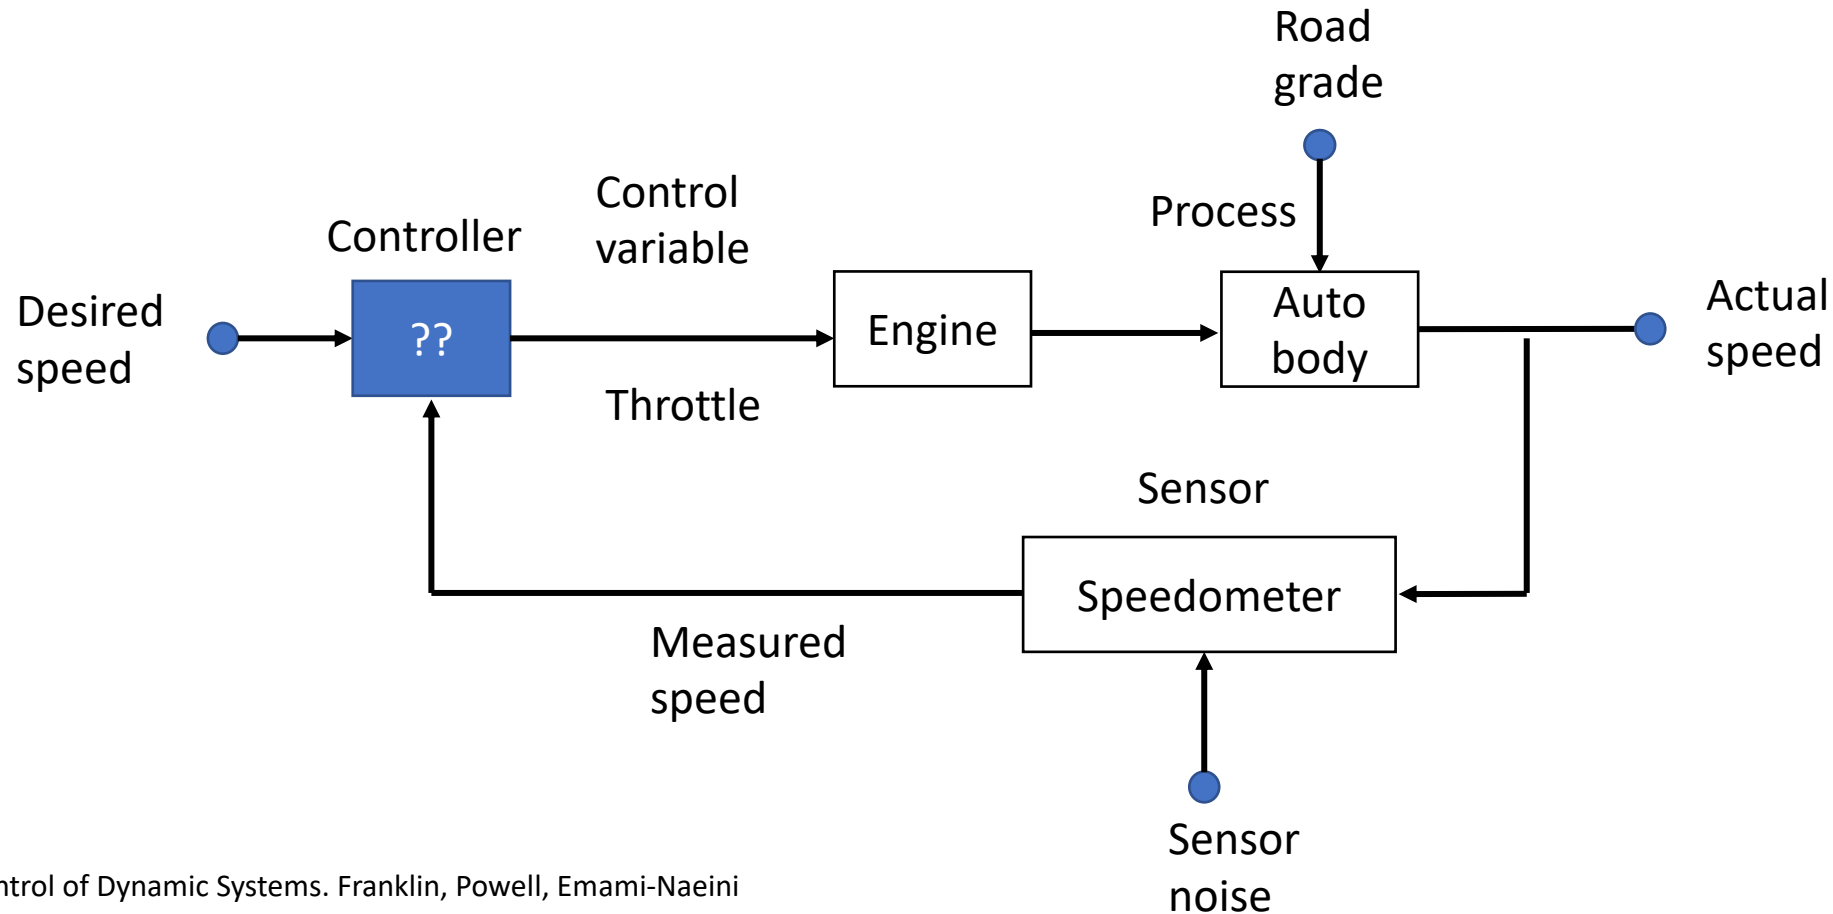 Road
grade
Control
variable
Process
Controller
Desired
speed
??
Engine
Auto
body
Actual
speed
Throttle
Sensor
Speedometer
Measured
speed
Sensor
noise
ntrol of Dynamic Systems. Franklin, Powell, Emami-Naeini